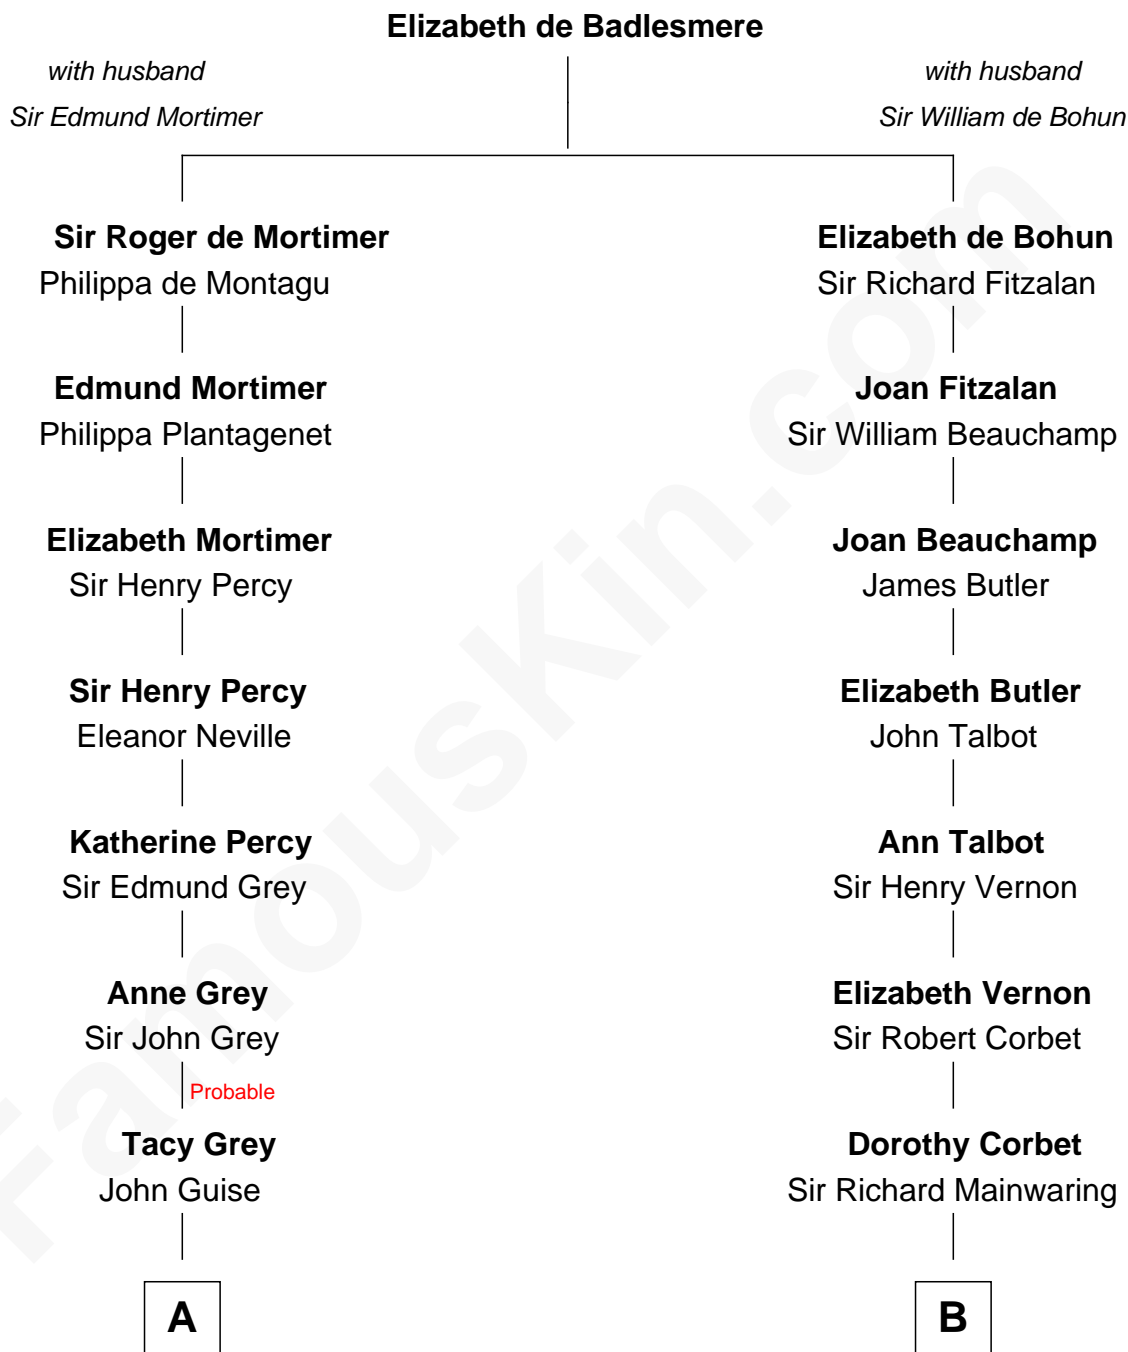 Elizabeth de Badlesmere
with husband
Sir Edmund Mortimer
with husband
Sir William de Bohun
Sir Roger de Mortimer
Philippa de Montagu
Elizabeth de Bohun
Sir Richard Fitzalan
Edmund Mortimer
Philippa Plantagenet
Joan Fitzalan
Sir William Beauchamp
Elizabeth Mortimer
Sir Henry Percy
Joan Beauchamp
James Butler
Sir Henry Percy
Eleanor Neville
Elizabeth Butler
John Talbot
Katherine Percy
Sir Edmund Grey
Ann Talbot
Sir Henry Vernon
Anne Grey
Sir John Grey
Probable
Elizabeth Vernon
Sir Robert Corbet
Tacy Grey
John Guise
Dorothy Corbet
Sir Richard Mainwaring
A
B
FamousKin.com